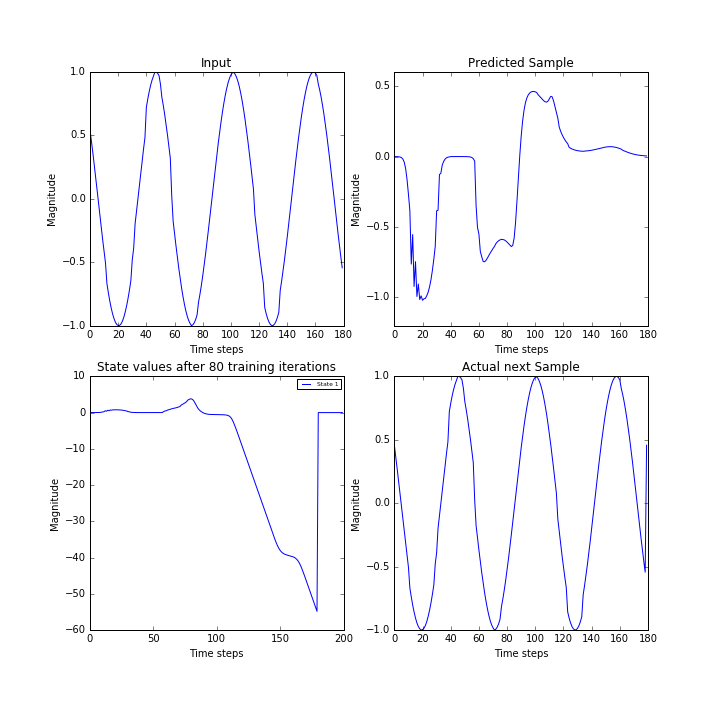 Input
1.0
0.5
0.0
−0.5
−1.0
Magnitude
0 20 40 60 80 100 120 140 160 180
Time steps
Predicted Sample
0.5
0.0
−0.5
−1.0
Magnitude
0 20 40 60 80 100 120 140 160 180
Time steps
State values after 80 training iterations
10
0
−10
−20
−30
−40
−50
−60
Magnitude
State 1
0 50 100 150 200
Time steps
Actual next Sample
1.0
0.5
0.0
−0.5
−1.0
Magnitude
0 20 40 60 80 100 120 140 160 180
Time steps